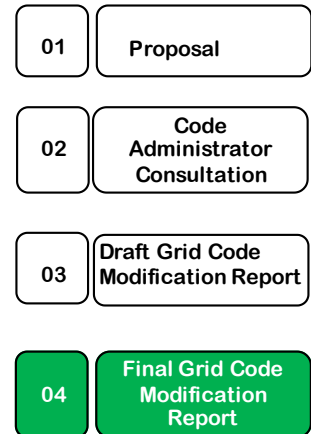 01
Proposal
02
Code
Administrator
Consultation
03
Draft Grid Code
Modification Report
04
Final Grid Code
Modification
Report